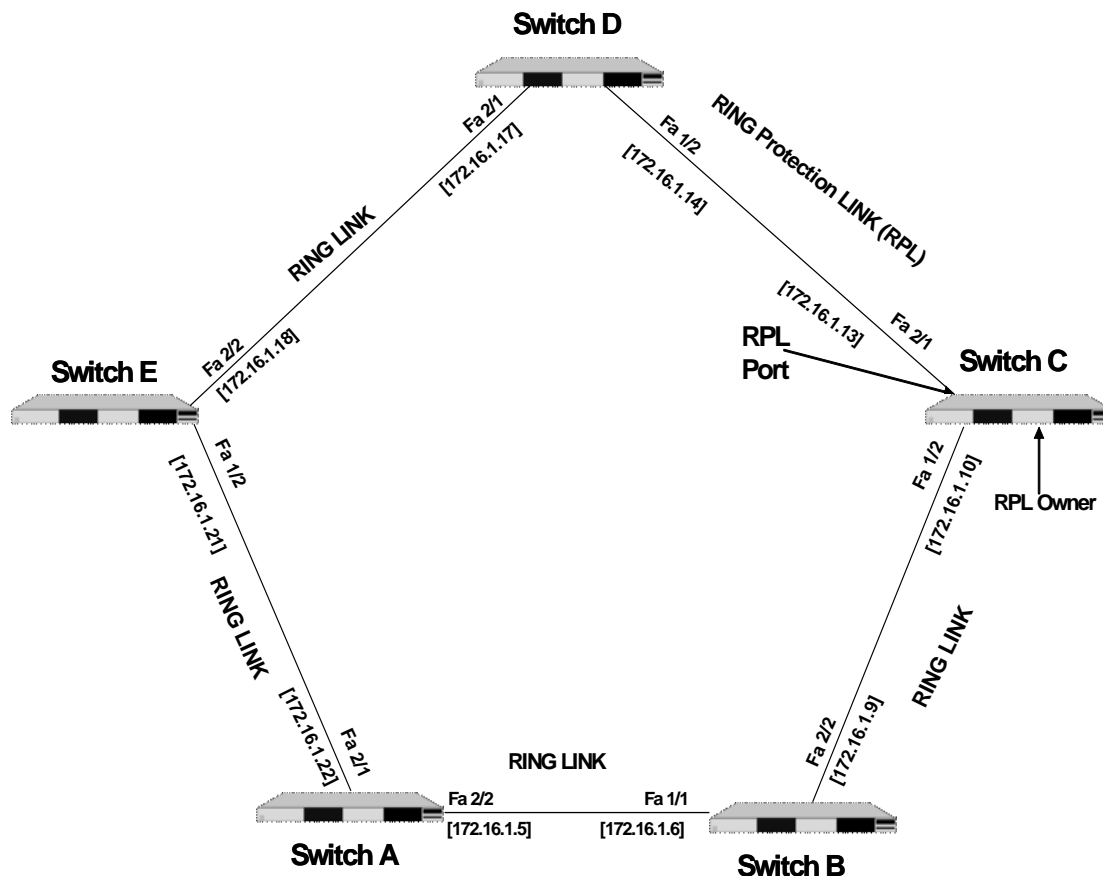 Switch D
Fa 2/1
[172.16.1.17]
Fa 1/2
[172.16.1.14]
RING Protection LINK (RPL)
RING LINK
[172.16.1.13]
Fa 2/1
RPL
Port
Fa 2/2
[172.16.1.18]
Switch E
Switch C
Fa 1/2
[172.16.1.21]
Fa 1/2
[172.16.1.10]
RPL Owner
RING LINK
RING LINK
[172.16.1.22]
Fa 2/1
Fa 2/2
[172.16.1.9]
RING LINK
Fa 2/2
Fa 1/1
[172.16.1.5]
[172.16.1.6]
Switch A
Switch B